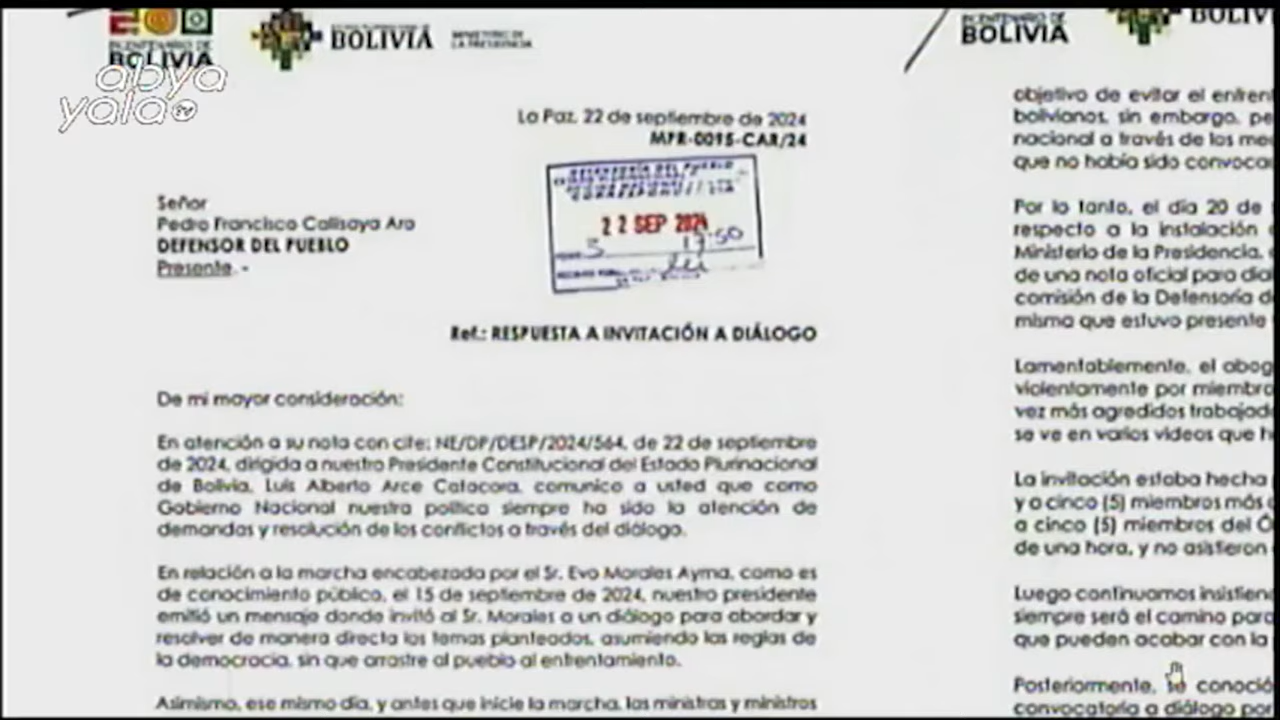 BICENTENARIO DE
BOLIVIA
BOLIVIA
MINISTERIO DE
LA PRESIDENCIA
abya
yala tv
La Paz, 22 de septiembre de 2024
MPR-0095-CAR/24
DEFENSORÍA DEL PUEBLO
22 SEP 2024
3
17:50
Señor
Pedro Francisco Callisaya Aro
DEFENSOR DEL PUEBLO
Presente. -
Ref.: RESPUESTA A INVITACIÓN A DIÁLOGO
De mi mayor consideración:
En atención a su nota con cite: NE/DP/DESP/2024/564, de 22 de septiembre
de 2024, dirigida a nuestro Presidente Constitucional del Estado Plurinacional
de Bolivia, Luis Alberto Arce Catacora, comunico a usted que como
Gobierno Nacional nuestra política siempre ha sido la atención de
demandas y resolución de los conflictos a través del diálogo.
En relación a la marcha encabezada por el Sr. Evo Morales Ayma, como es
de conocimiento público, el 15 de septiembre de 2024, nuestro presidente
emitió un mensaje donde invitó al Sr. Morales a un diálogo para abordar y
resolver de manera directa los temas planteados, asumiendo las reglas de
la democracia, sin que arrastre al pueblo al enfrentamiento.
Asimismo, ese mismo día, y antes que inicie la marcha, las ministras y ministros
BICENTENARIO DE
BOLIVIA
BOLIV
objetivo de evitar el enfrent
bolivianos, sin embargo, pe
nacional a través de los me
que no había sido convoca
Por lo tanto, el día 20 de
respecto a la instalación
Ministerio de la Presidencia,
de una nota oficial para dia
comisión de la Defensoría d
misma que estuvo presente
Lamentablemente, el abog
violentamente por miembro
vez más agredidos trabajad
se ve en varios videos que h
La invitación estaba hecha
y a cinco (5) miembros más
a cinco (5) miembros del Ó
de una hora, y no asistieron
Luego continuamos insistien
siempre será el camino para
que pueden acabar con la
Posteriormente, se conoció
convocatoria a diálogo por